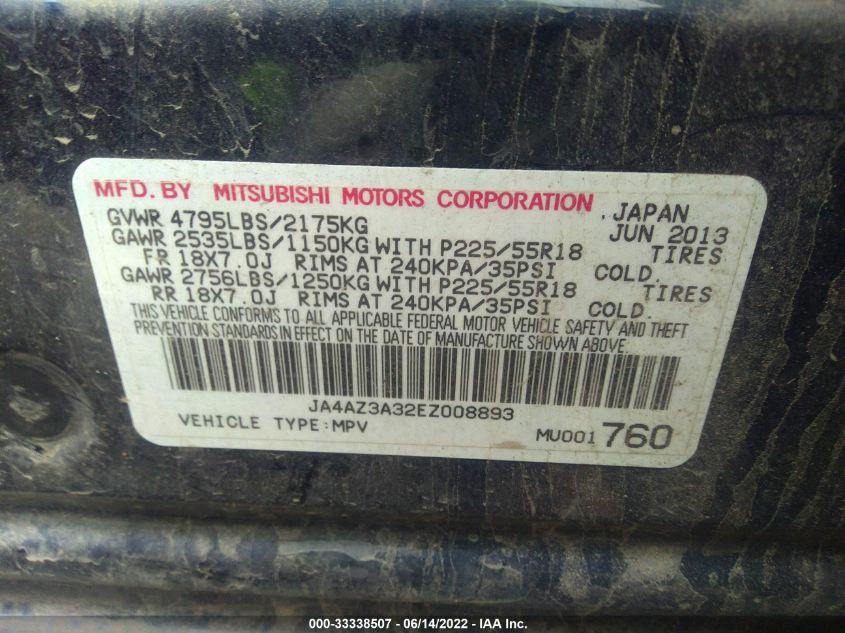 MFD. BY MITSUBISHI MOTORS CORPORATION , JAPAN
GVWR 4795LBS/2175KG JUN 2013
GAWR 2535LBS/1150KG WITH P225/55R18 TIRES
FR 18X7.0J RIMS AT 240KPA/35PSI COLD.
GAWR 2756LBS/1250KG WITH P225/55R18 TIRES
RR 18X7.0J RIMS AT 240KPA/35PSI COLD.
THIS VEHICLE CONFORMS TO ALL APPLICABLE FEDERAL MOTOR VEHICLE SAFETY AND THEFT
PREVENTION STANDARDS IN EFFECT ON THE DATE OF MANUFACTURE SHOWN ABOVE.
JA4AZ3A32EZ008893
VEHICLE TYPE:MPV MU001760
000-33338507 - 06/14/2022 - IAA Inc.